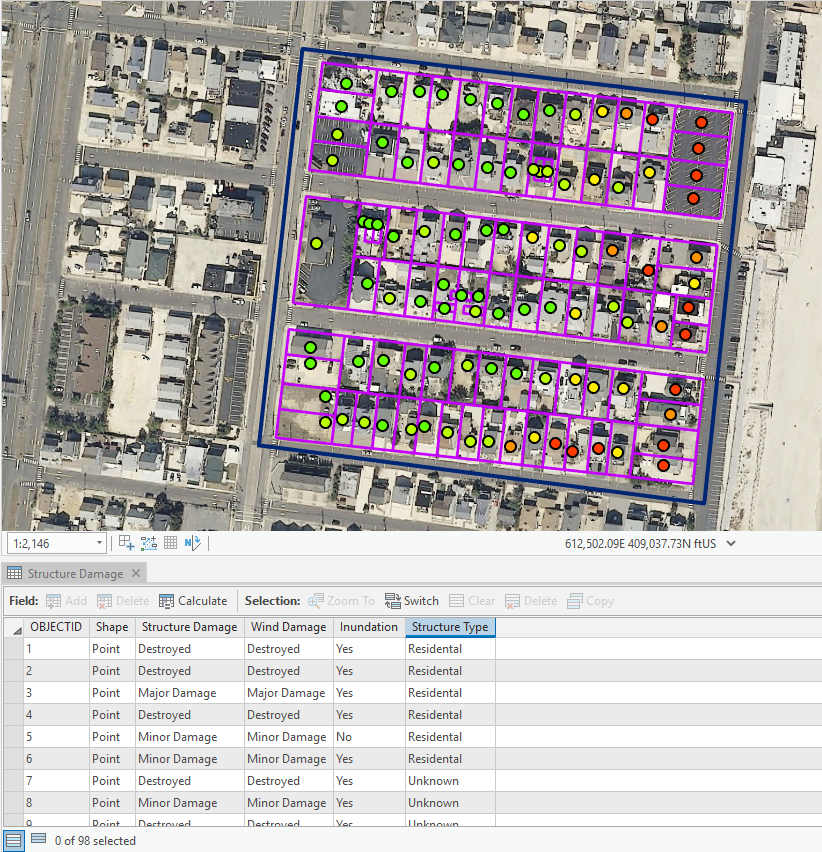 1:2,146
612,502.09E 409,037.73N ftUS
Structure Damage
Field: Add Delete Calculate Selection: Zoom To Switch Clear Delete Copy
OBJECTID Shape Structure Damage Wind Damage Inundation Structure Type
1 Point Destroyed Destroyed Yes Residental
2 Point Destroyed Destroyed Yes Residental
3 Point Major Damage Major Damage Yes Residental
4 Point Destroyed Destroyed Yes Residental
5 Point Minor Damage Minor Damage No Residental
6 Point Minor Damage Minor Damage Yes Residental
7 Point Destroyed Destroyed Yes Unknown
8 Point Minor Damage Minor Damage Yes Unknown
9 Point Destroyed Destroyed Yes Unknown
0 of 98 selected